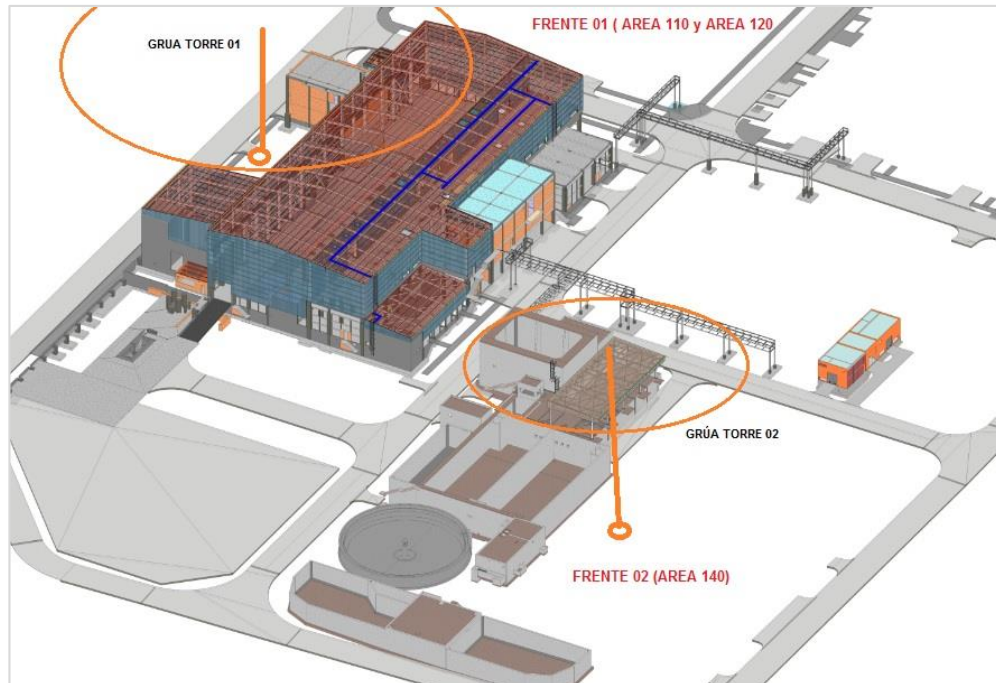 FRENTE 01 ( AREA 110 y AREA 120
GRUA TORRE 01
GRÚA TORRE 02
FRENTE 02 (AREA 140)